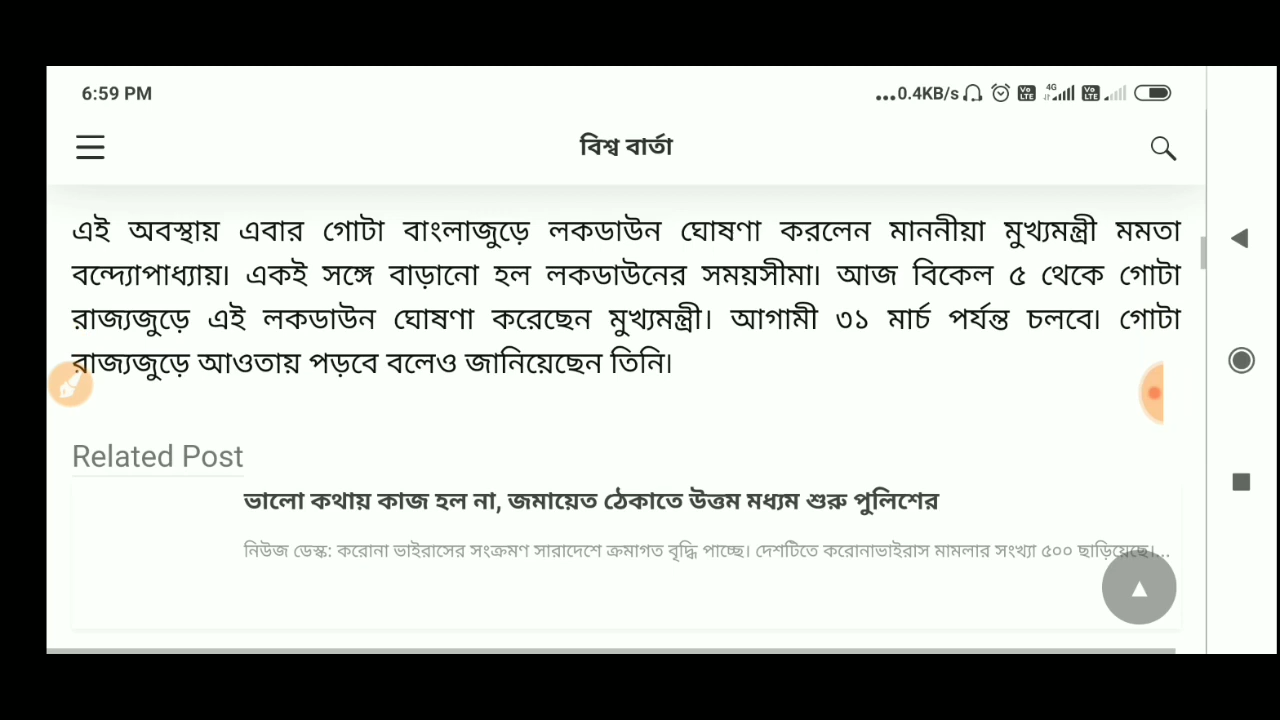 6:59 PM
...0.4KB/s 4G
বিশ্ব বার্তা
এই অবস্থায় এবার গোটা বাংলাজুড়ে লকডাউন ঘোষণা করলেন মাননীয়া মুখ্যমন্ত্রী মমতা
বন্দ্যোপাধ্যায়। একই সঙ্গে বাড়ানো হল লকডাউনের সময়সীমা। আজ বিকেল ৫ থেকে গোটা
রাজ্যজুড়ে এই লকডাউন ঘোষণা করেছেন মুখ্যমন্ত্রী। আগামী ৩১ মার্চ পর্যন্ত চলবে। গোটা
রাজ্যজুড়ে আওতায় পড়বে বলেও জানিয়েছেন তিনি।
Related Post
ভালো কথায় কাজ হল না, জমায়েত ঠেকাতে উত্তম মধ্যম শুরু পুলিশের
নিউজ ডেস্ক: করোনা ভাইরাসের সংক্রমণ সারাদেশে ক্রমাগত বৃদ্ধি পাচ্ছে। দেশটিতে করোনাভাইরাস মামলার সংখ্যা ৫০০ ছাড়িয়েছে।...